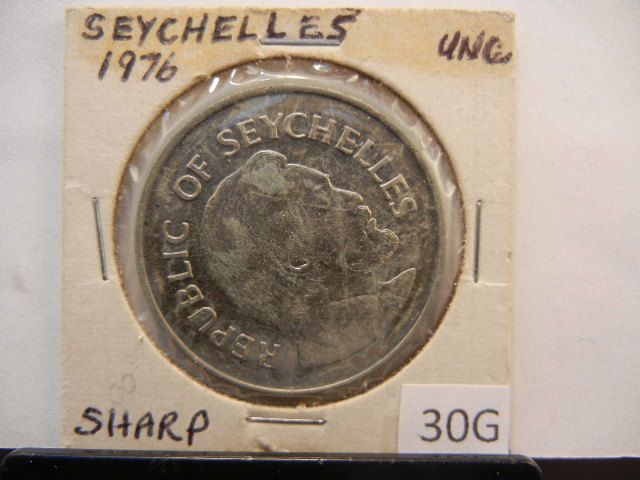 SEYCHELLES UNC
1976
REPUBLIC OF SEYCHELLES
SHARP
30G